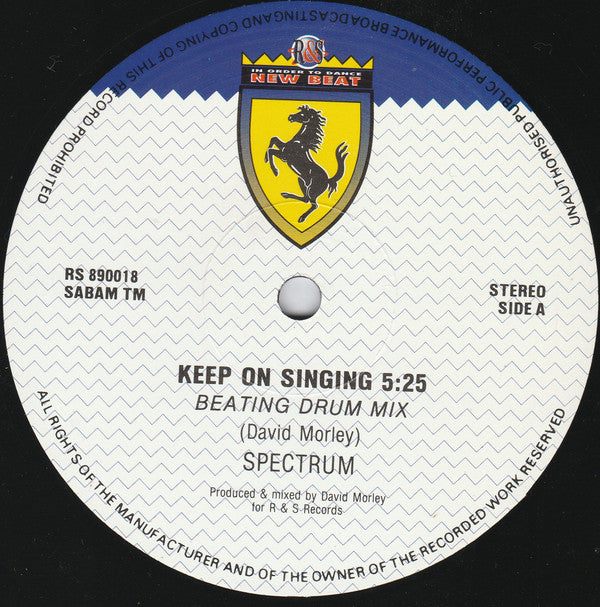 R&S
IN ORDER TO DANCE
NEW BEAT
UNAUTHORISED PUBLIC PERFORMANCE BROADCASTINGAND COPYING OF THIS RECORD PROHIBITED
RS 890018
SABAM TM
STEREO
SIDE A
KEEP ON SINGING 5:25
BEATING DRUM MIX
(David Morley)
SPECTRUM
Produced & mixed by David Morley
for R & S Records
ALL RIGHTS OF THE MANUFACTURER AND OF THE OWNER OF THE RECORDED WORK RESERVED